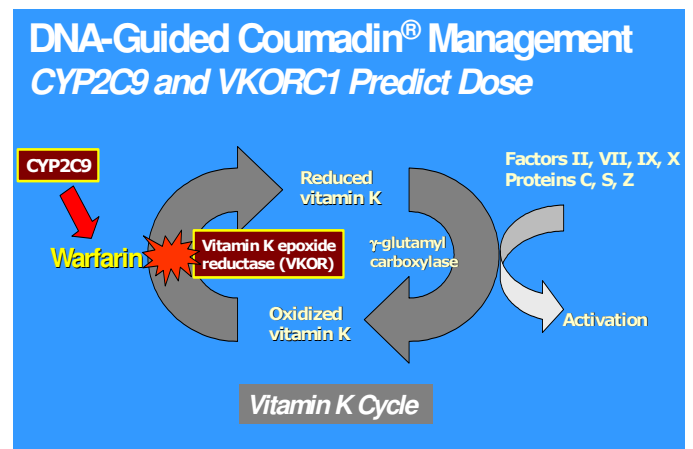 DNA-Guided Coumadin® Management
CYP2C9 and VKORC1 Predict Dose
CYP2C9
Warfarin
Vitamin K epoxide
reductase (VKOR)
Reduced
vitamin K
Oxidized
vitamin K
γ-glutamyl
carboxylase
Factors II, VII, IX, X
Proteins C, S, Z
Activation
Vitamin K Cycle